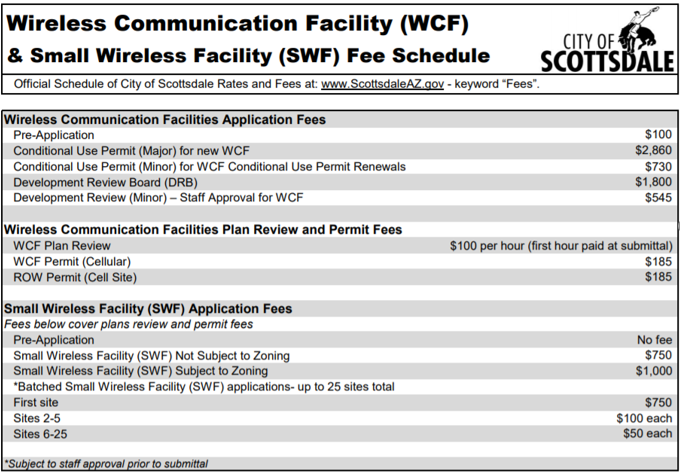 Wireless Communication Facility (WCF)
& Small Wireless Facility (SWF) Fee Schedule
CITY OF
SCOTTSDALE
Official Schedule of City of Scottsdale Rates and Fees at: www.ScottsdaleAZ.gov - keyword “Fees”.
Wireless Communication Facilities Application Fees
Pre-Application $100
Conditional Use Permit (Major) for new WCF $2,860
Conditional Use Permit (Minor) for WCF Conditional Use Permit Renewals $730
Development Review Board (DRB) $1,800
Development Review (Minor) – Staff Approval for WCF $545
Wireless Communication Facilities Plan Review and Permit Fees
WCF Plan Review $100 per hour (first hour paid at submittal)
WCF Permit (Cellular) $185
ROW Permit (Cell Site) $185
Small Wireless Facility (SWF) Application Fees
Fees below cover plans review and permit fees
Pre-Application No fee
Small Wireless Facility (SWF) Not Subject to Zoning $750
Small Wireless Facility (SWF) Subject to Zoning $1,000
*Batched Small Wireless Facility (SWF) applications- up to 25 sites total
First site $750
Sites 2-5 $100 each
Sites 6-25 $50 each
*Subject to staff approval prior to submittal